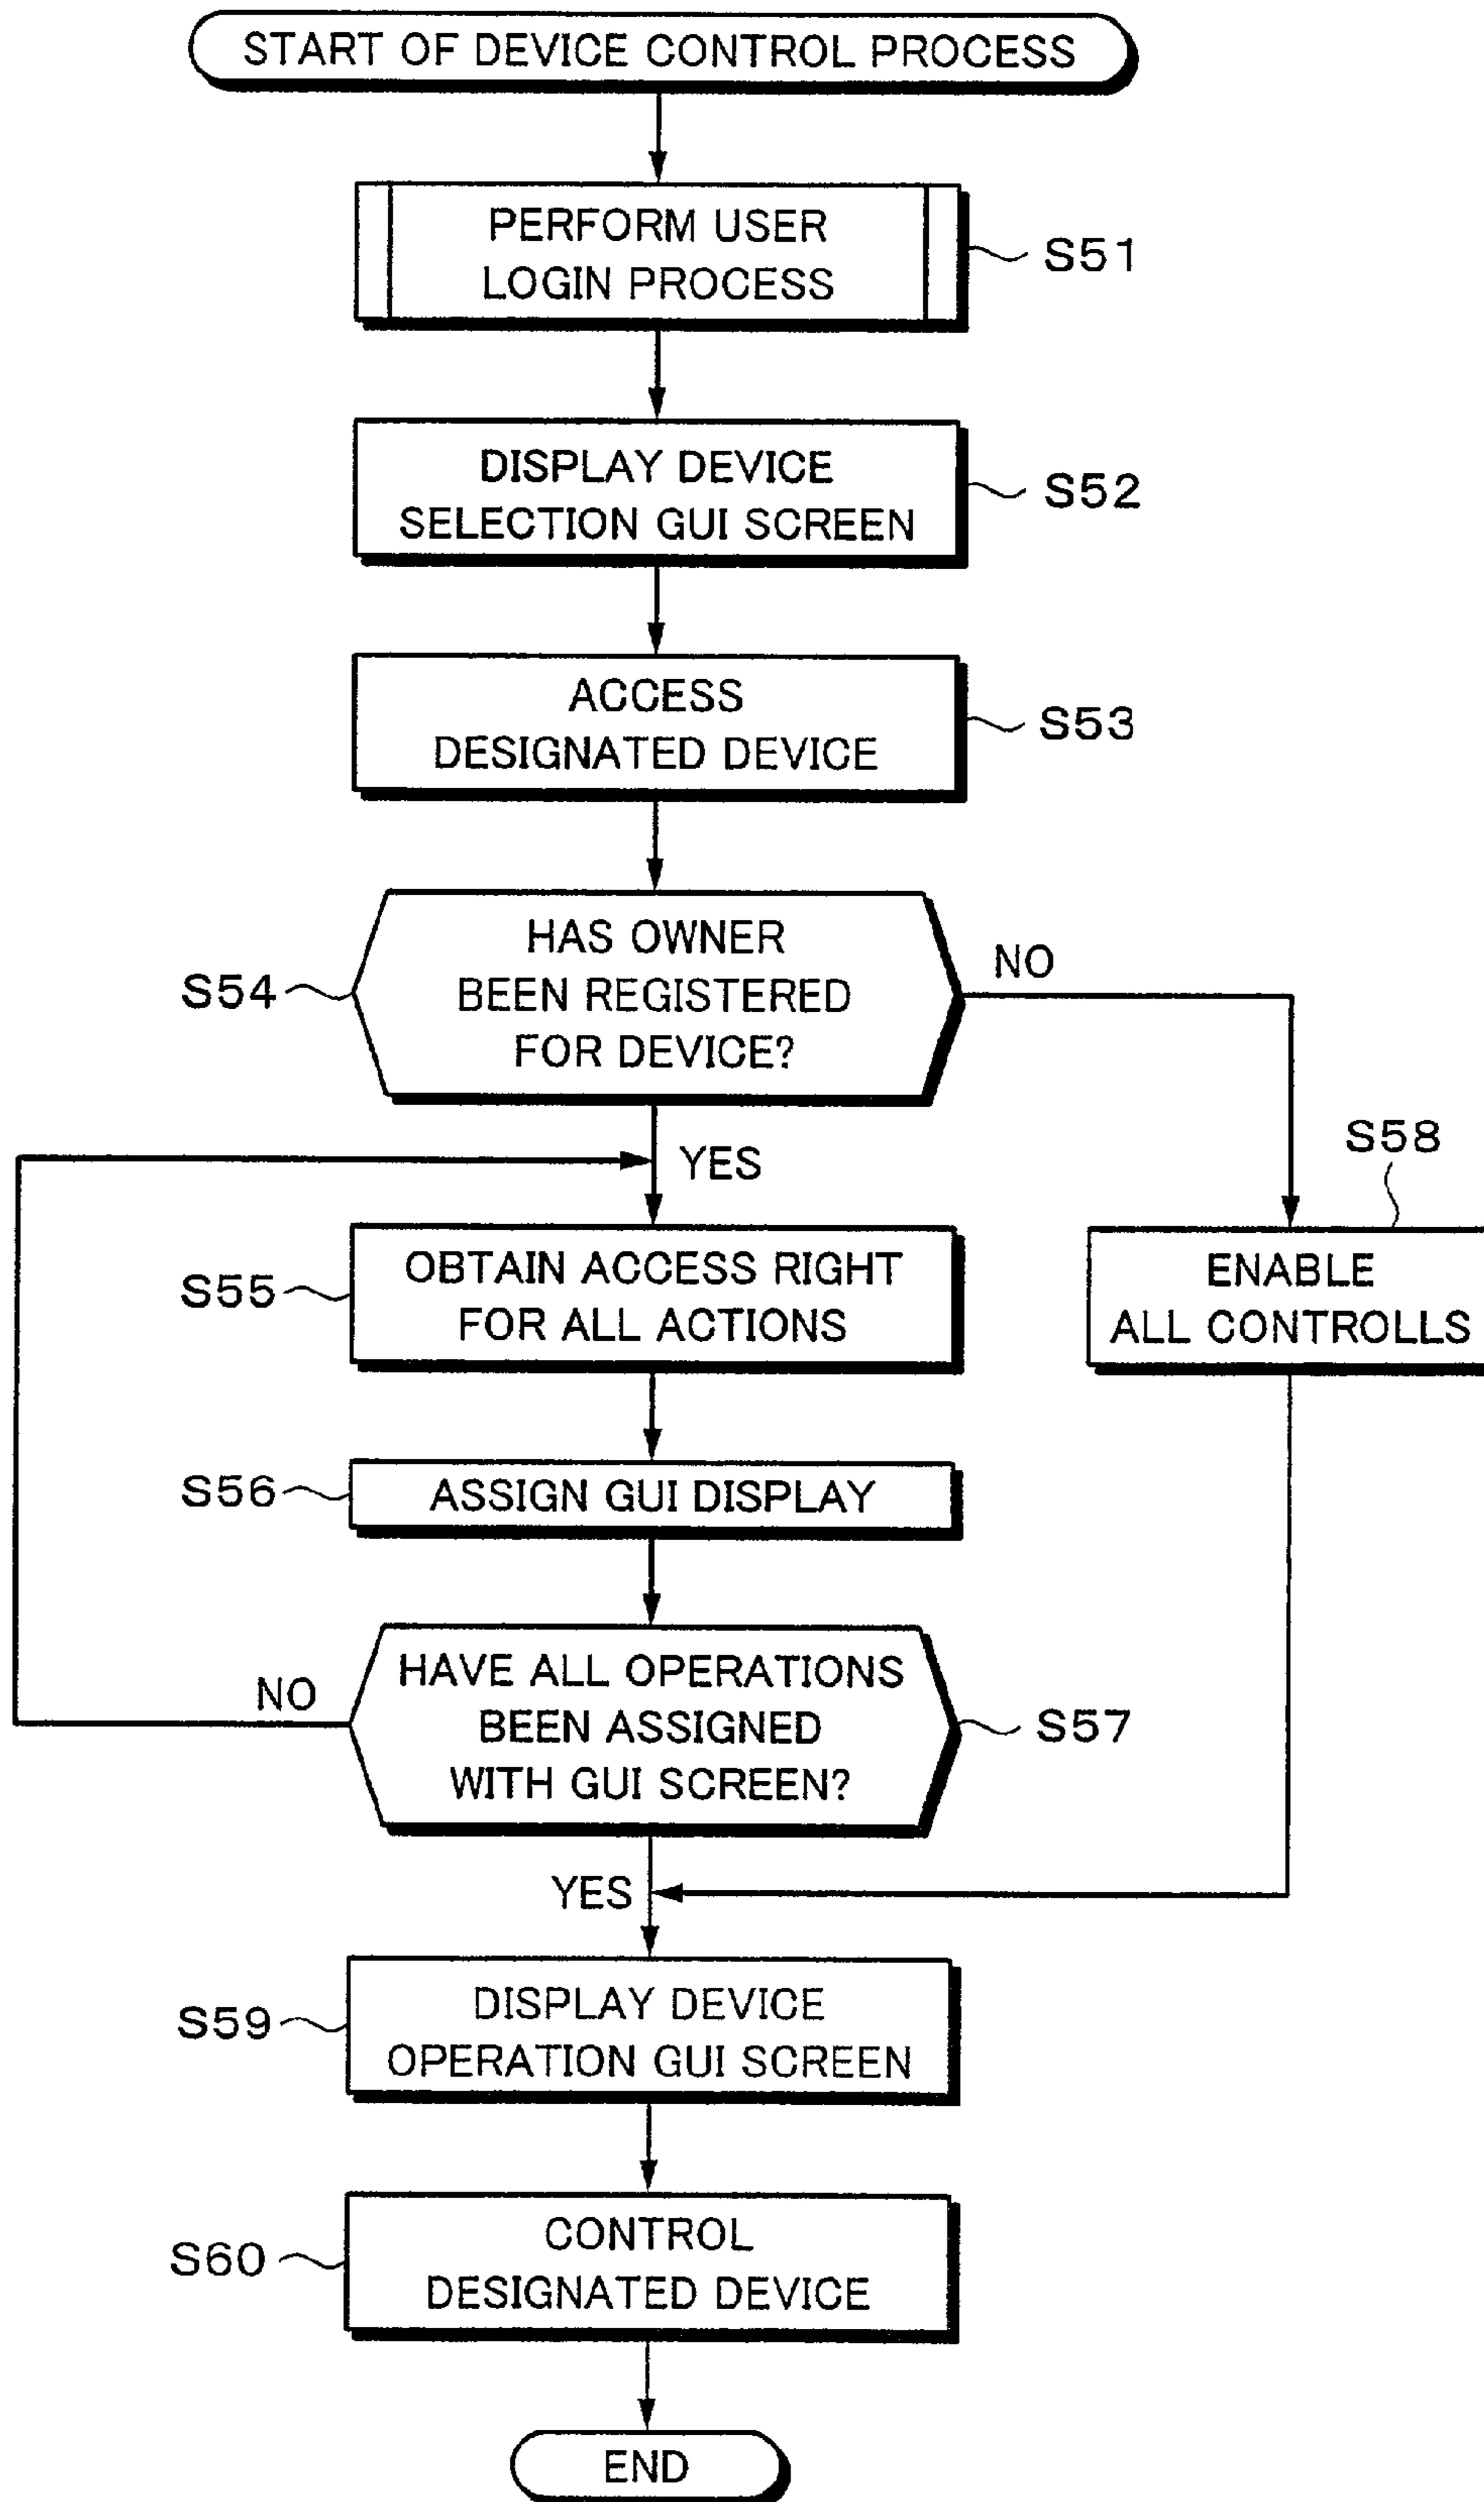 START OF DEVICE CONTROL PROCESS
PERFORM USER
LOGIN PROCESS
S51
DISPLAY DEVICE
SELECTION GUI SCREEN
S52
ACCESS
DESIGNATED DEVICE
S53
HAS OWNER
BEEN REGISTERED
FOR DEVICE?
S54
NO
YES
S58
ENABLE
ALL CONTROLLS
OBTAIN ACCESS RIGHT
FOR ALL ACTIONS
S55
S56
ASSIGN GUI DISPLAY
HAVE ALL OPERATIONS
BEEN ASSIGNED
WITH GUI SCREEN?
NO
S57
YES
DISPLAY DEVICE
OPERATION GUI SCREEN
S59
CONTROL
DESIGNATED DEVICE
S60
END